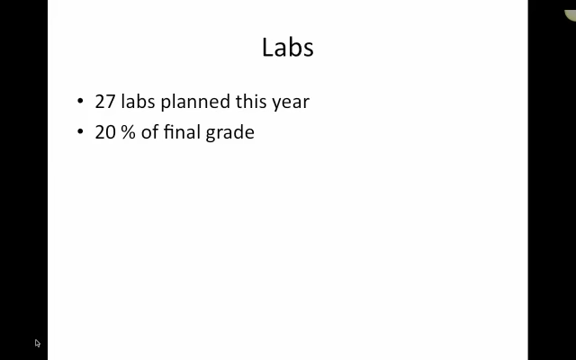 Labs
• 27 labs planned this year
• 20 % of final grade